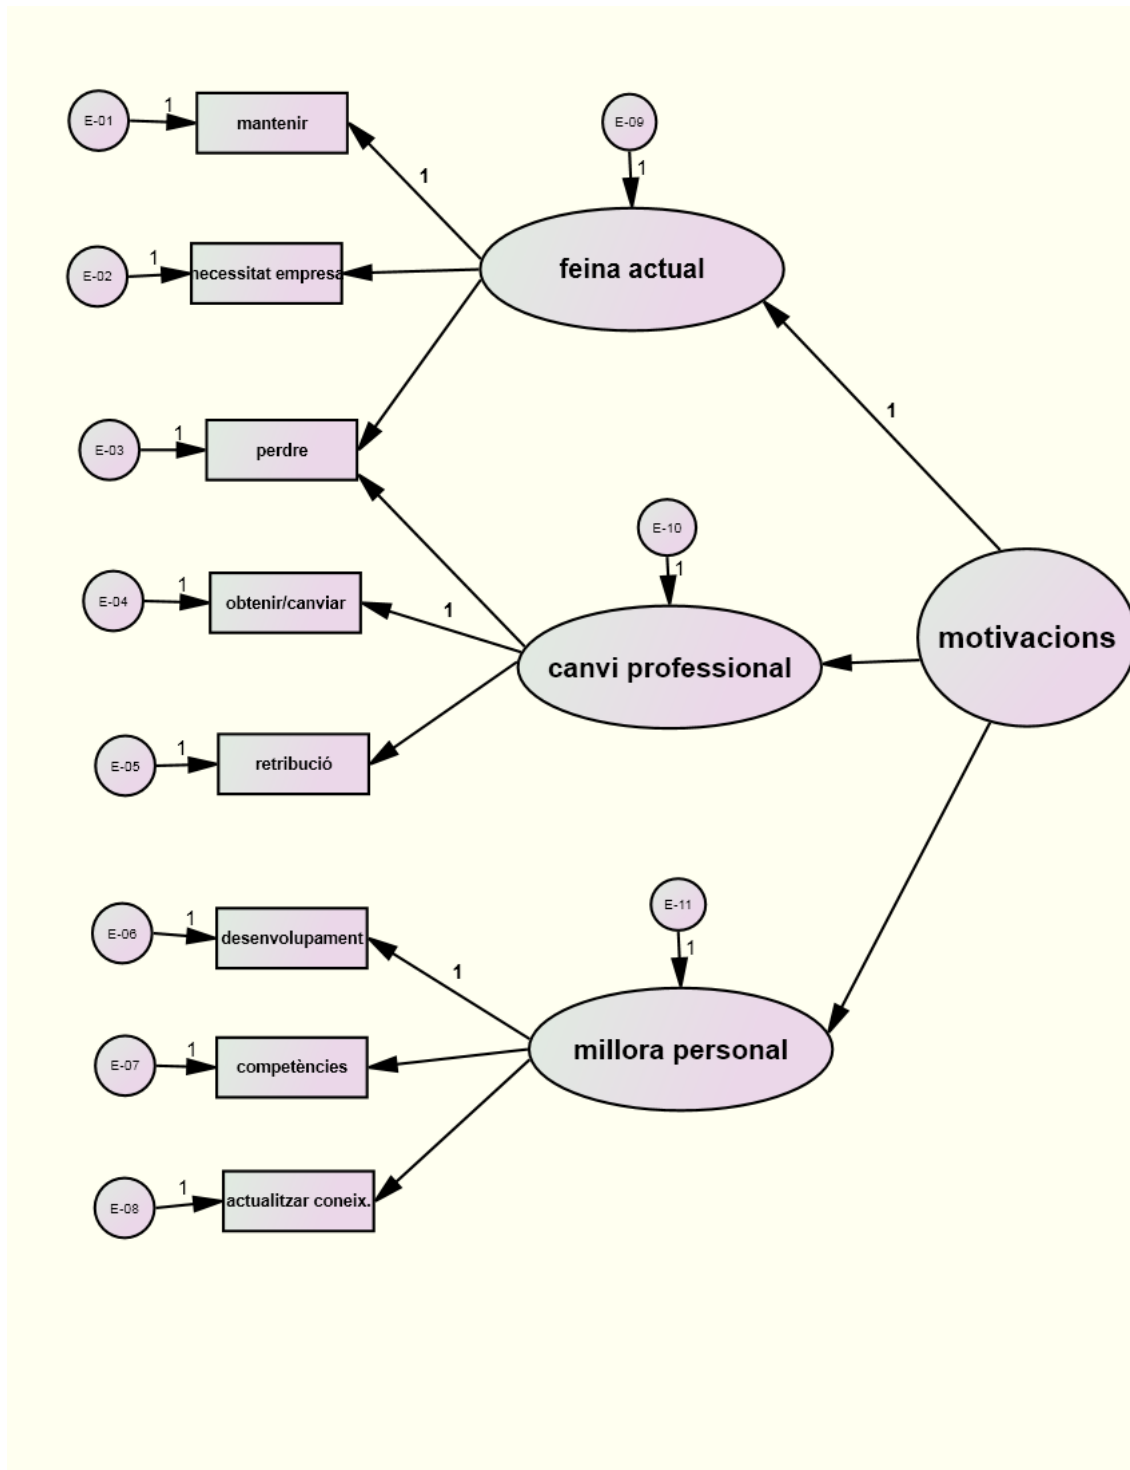 E-01
1
mantenir
1
E-09
1
feina actual
E-02
1
necessitat empresa
1
E-03
1
perdre
E-10
1
E-04
1
obtenir/canviar
1
canvi professional
motivacions
E-05
1
retribució
E-11
1
E-06
1
desenvolupament
1
millora personal
E-07
1
competències
E-08
1
actualitzar coneix.